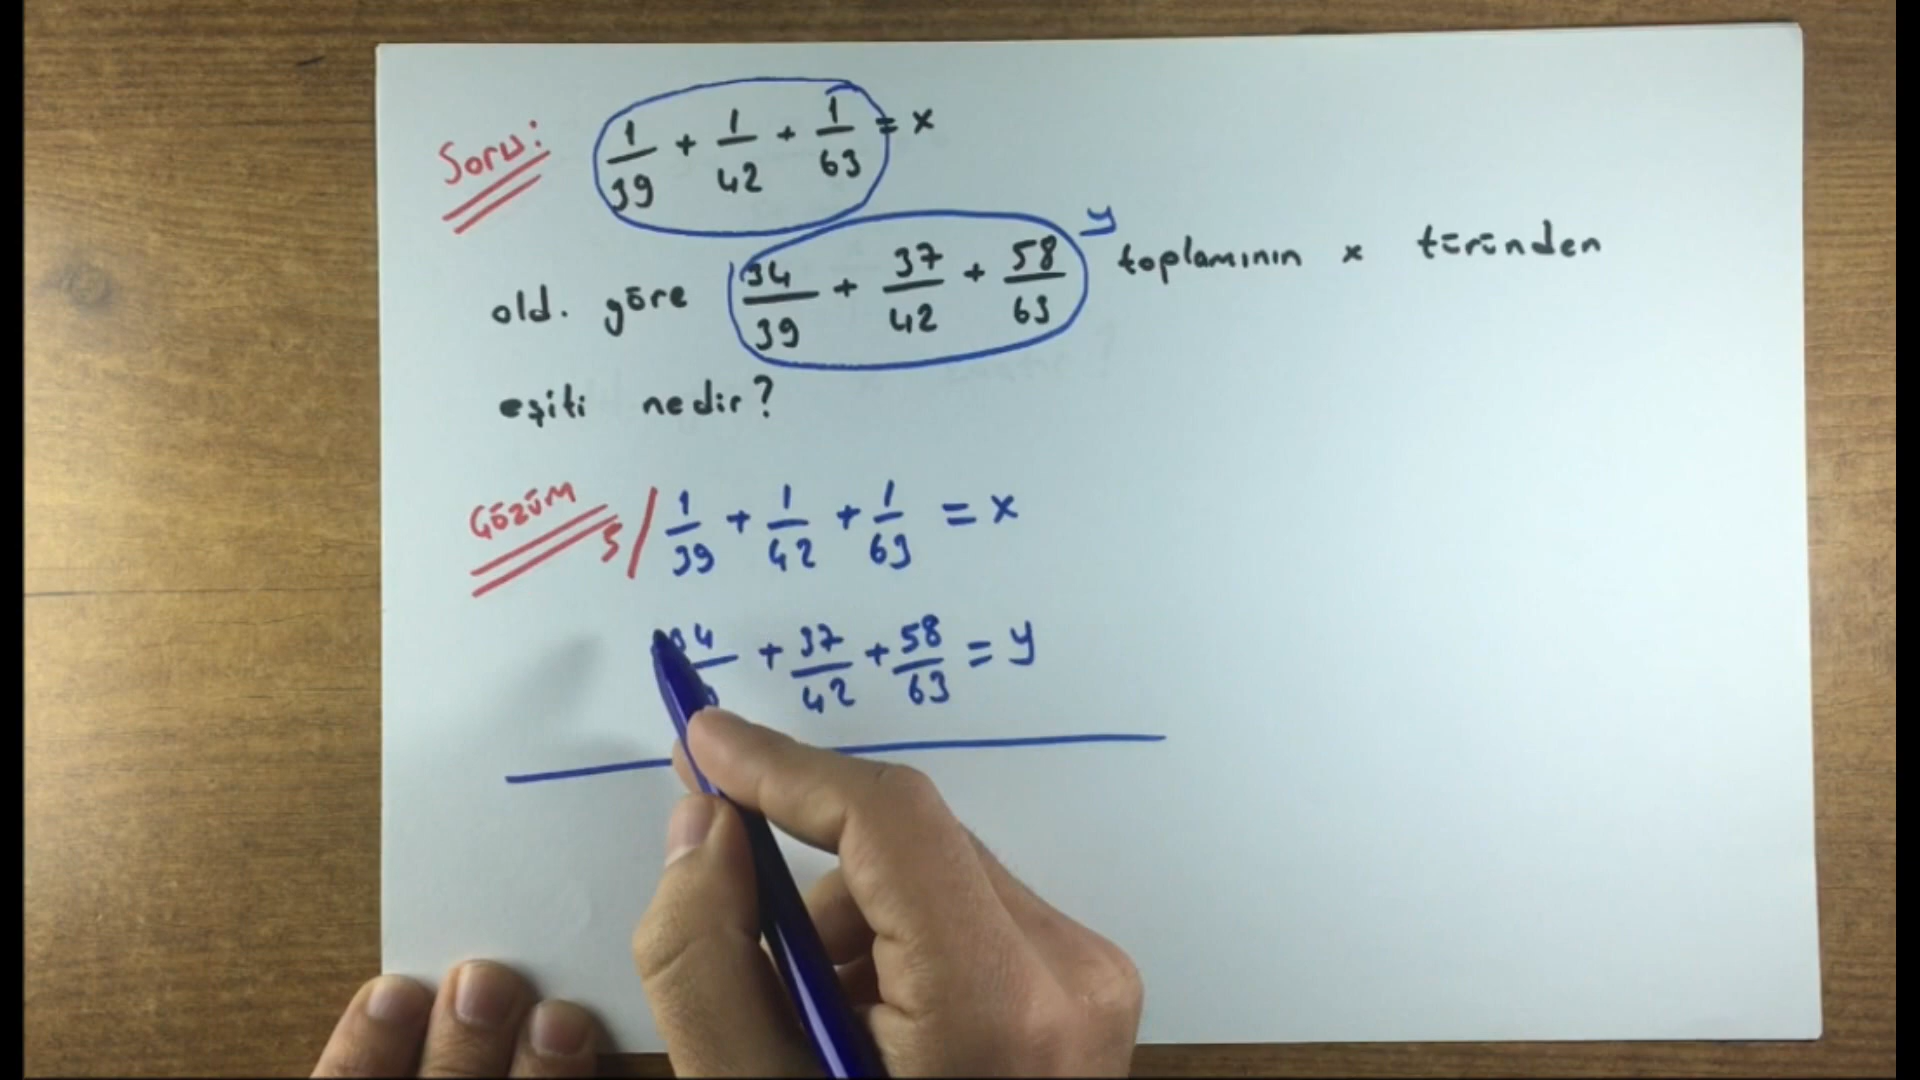 Soru: 1/39 + 1/42 + 1/63 = x
old. göre 34/39 + 37/42 + 58/63 y toplamının x türünden
eşiti nedir?
Çözüm 5/ 1/39 + 1/42 + 1/63 = x
+ 37/42 + 58/63 = y